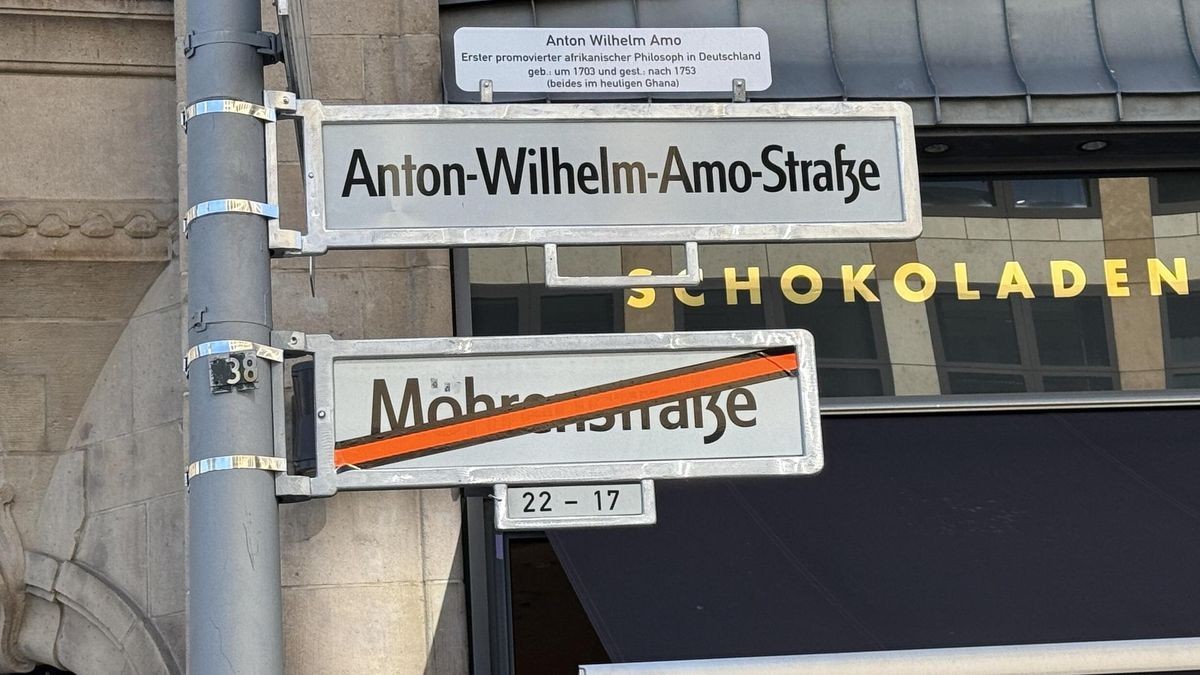 Anton Wilhelm Amo
Erster promovierter afrikanischer Philosoph in Deutschland
geb.: um 1703 und gest.: nach 1753
(beides im heutigen Ghana)
Anton-Wilhelm-Amo-Straße
SCHOKOLADEN
38
Mohrenstraße
22 – 17